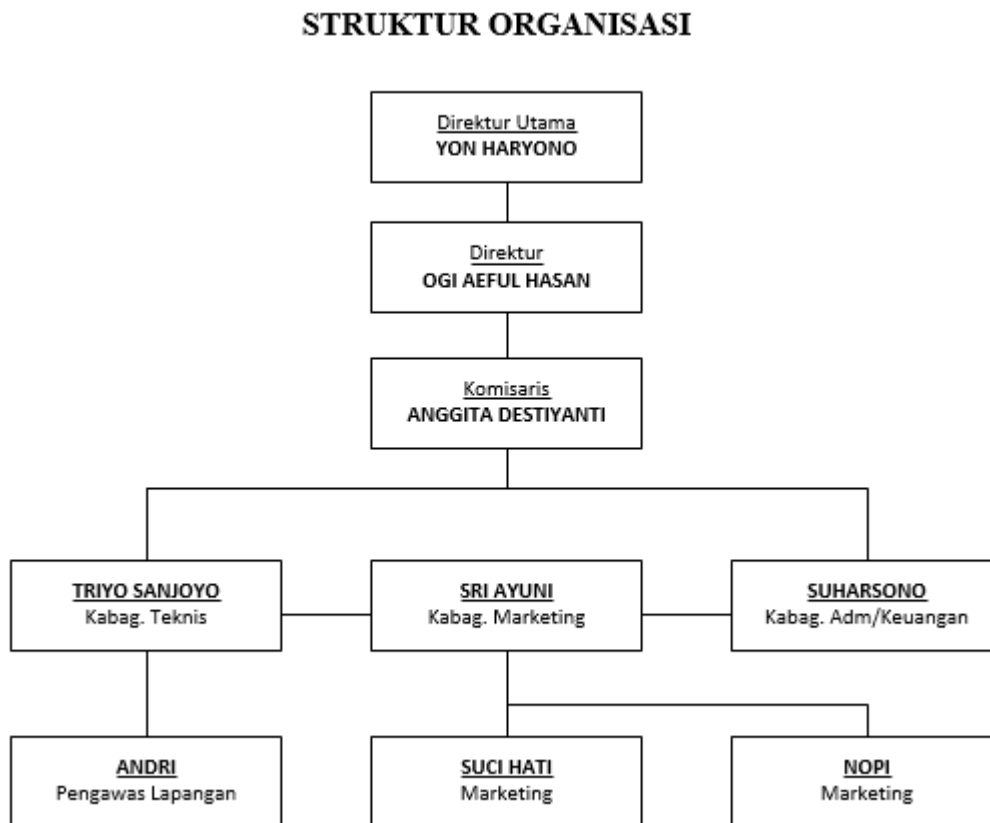 STRUKTUR ORGANISASI
Direktur Utama
YON HARYONO
Direktur
OGI AEFUL HASAN
Komisaris
ANGGITA DESTIYANTI
TRIYO SANJOYO
Kabag. Teknis
SRI AYUNI
Kabag. Marketing
SUHARSONO
Kabag. Adm/Keuangan
ANDRI
Pengawas Lapangan
SUCI HATI
Marketing
NOPI
Marketing